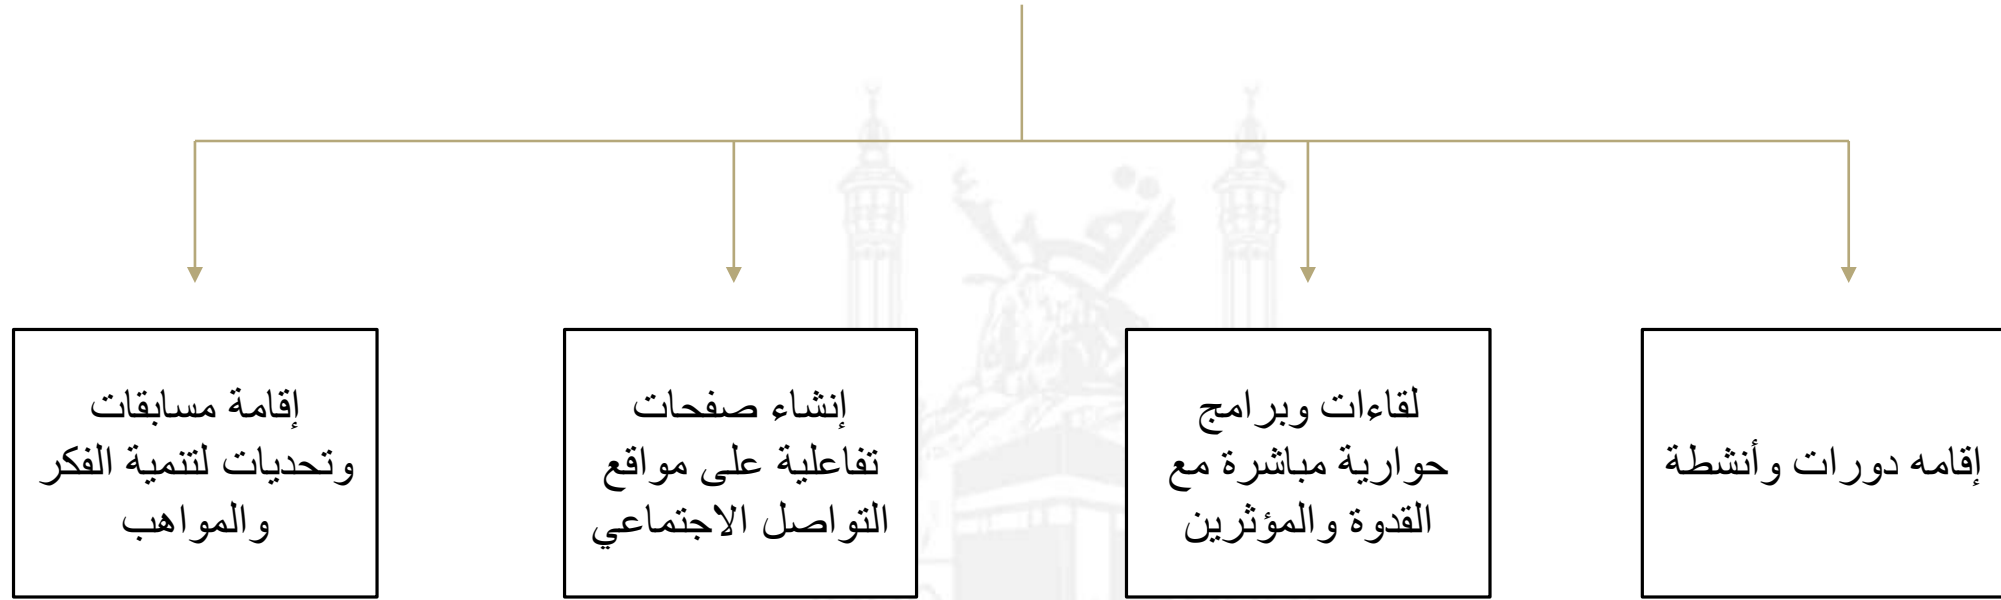 إقامه دورات وأنشطة
لقاءات وبرامج
حوارية مباشرة مع
القدوة والمؤثرين
إنشاء صفحات
تفاعلية على مواقع
التواصل الاجتماعي
إقامة مسابقات
وتحديات لتنمية الفكر
والمواهب